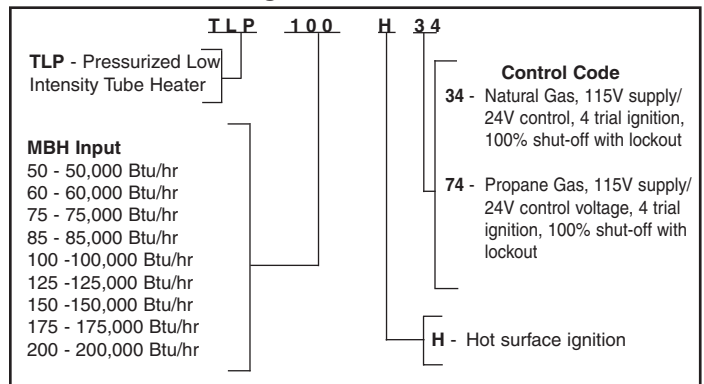 TLP 100 H 34
TLP - Pressurized Low
Intensity Tube Heater
MBH Input
50 - 50,000 Btu/hr
60 - 60,000 Btu/hr
75 - 75,000 Btu/hr
85 - 85,000 Btu/hr
100 -100,000 Btu/hr
125 -125,000 Btu/hr
150 -150,000 Btu/hr
175 - 175,000 Btu/hr
200 - 200,000 Btu/hr
Control Code
34 - Natural Gas, 115V supply/
24V control, 4 trial ignition,
100% shut-off with lockout
74 - Propane Gas, 115V supply/
24V control voltage, 4 trial
ignition, 100% shut-off with
lockout
H - Hot surface ignition